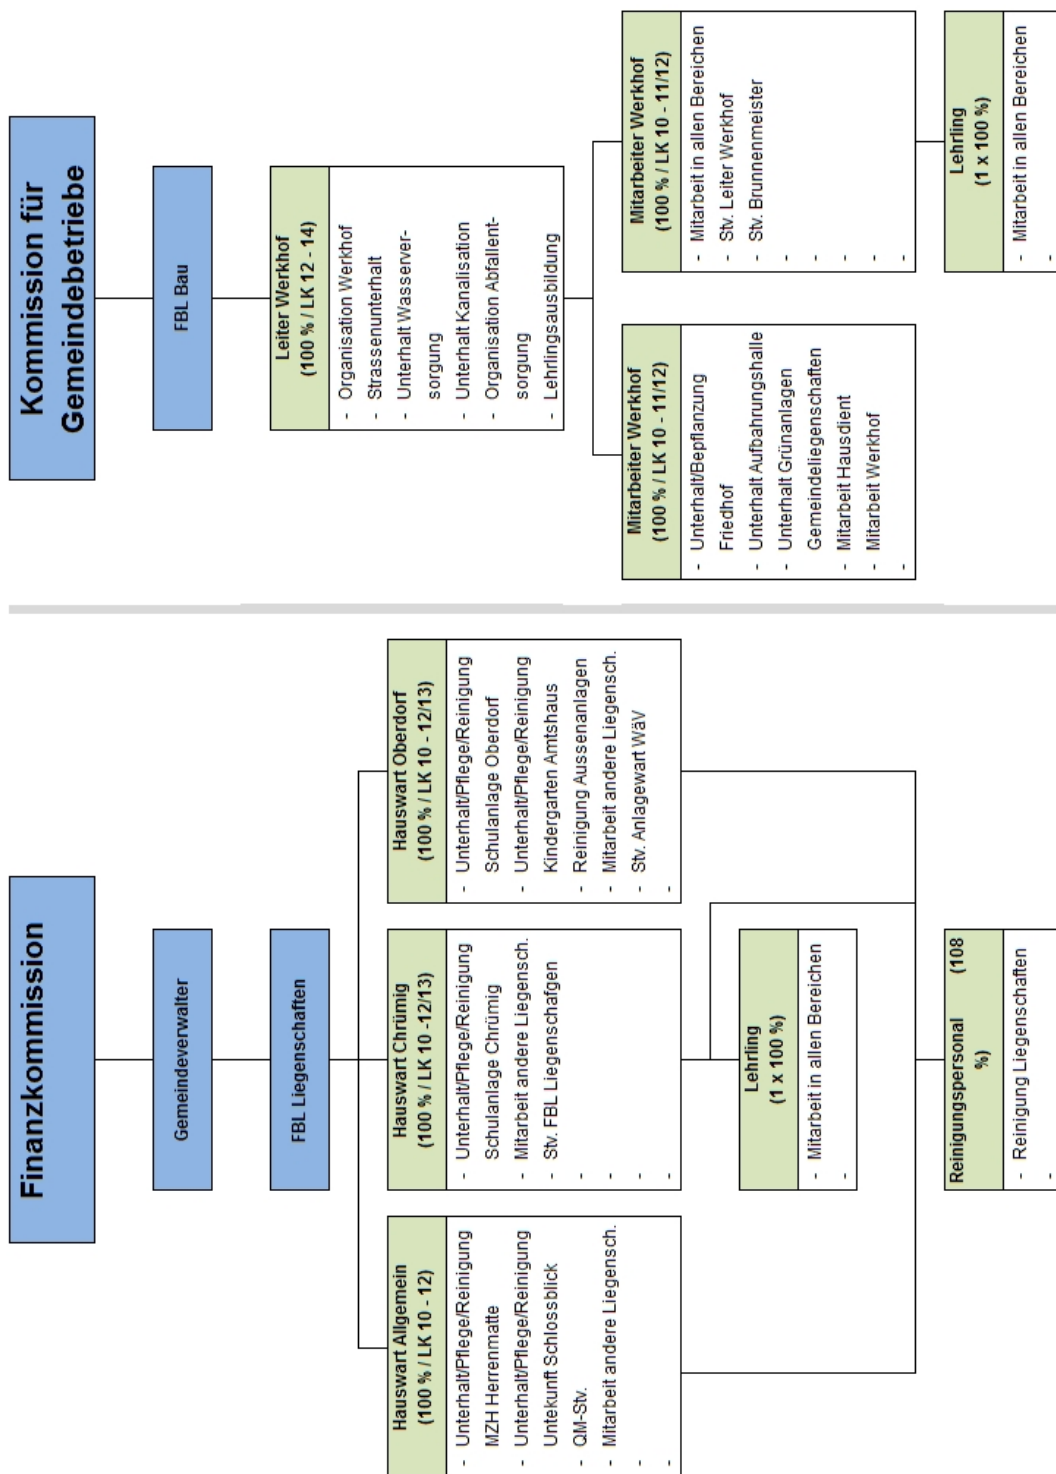 Finanzkommission
Gemeindeverwalter
FBL Liegenschaften
Hauswart Allgemein
(100 % / LK 10 - 12)
- Unterhalt/Pflege/Reinigung
MZH Herrenmatte
- Unterhalt/Pflege/Reinigung
Untekunft Schlossblick
- QM-Stv.
- Mitarbeit andere Liegensch.
-
-
Hauswart Chrümig
(100 % / LK 10 -12/13)
- Unterhalt/Pflege/Reinigung
Schulanlage Chrümig
- Mitarbeit andere Liegensch.
- Stv. FBL Liegenschafgen
-
-
-
-
Hauswart Oberdorf
(100 % / LK 10 - 12/13)
- Unterhalt/Pflege/Reinigung
Schulanlage Oberdorf
- Unterhalt/Pflege/Reinigung
Kindergarten Amtshaus
- Reinigung Aussenanlagen
- Mitarbeit andere Liegensch.
- Stv. Anlagewart WäV
-
Lehrling
(1 x 100 %)
- Mitarbeit in allen Bereichen
-
Reinigungspersonal (108
%)
- Reinigung Liegenschaften
-
Kommission für
Gemeindebetriebe
FBL Bau
Leiter Werkhof
(100 % / LK 12 - 14)
- Organisation Werkhof
- Strassenunterhalt
- Unterhalt Wasserver-
sorgung
- Unterhalt Kanalisation
- Organisation Abfallent-
sorgung
- Lehrlingsausbildung
Mitarbeiter Werkhof
(100 % / LK 10 - 11/12)
- Unterhalt/Bepflanzung
Friedhof
- Unterhalt Aufbahrungshalle
- Unterhalt Grünanlagen
Gemeindeliegenschaften
- Mitarbeit Hausdient
- Mitarbeit Werkhof
-
Mitarbeiter Werkhof
(100 % / LK 10 - 11/12)
- Mitarbeit in allen Bereichen
- Stv. Leiter Werkhof
- Stv. Brunnenmeister
-
-
-
-
-
Lehrling
(1 x 100 %)
- Mitarbeit in allen Bereichen
-